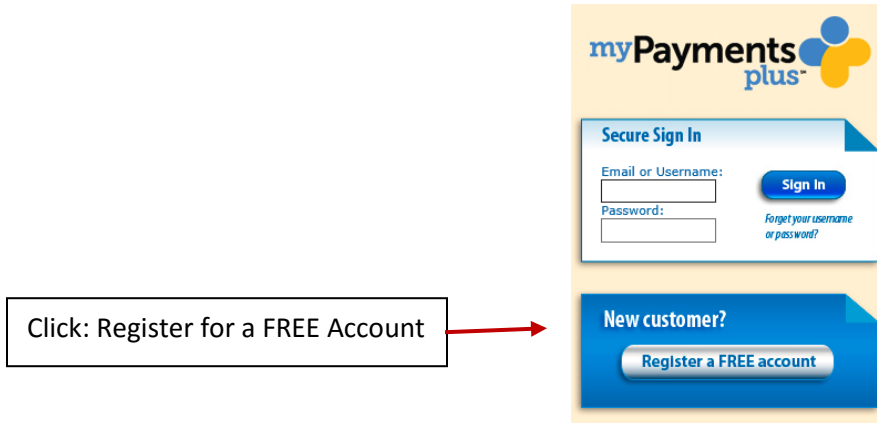 myPayments
plus℠
Secure Sign In
Email or Username:
Sign In
Password:
Forget your username
or password?
Click: Register for a FREE Account
New customer?
Register a FREE account